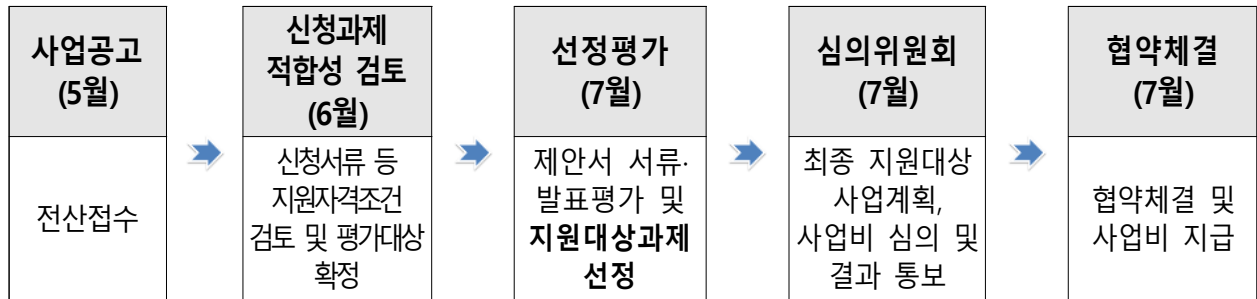 사업공고
(5월)
전산접수
신청과제
적합성 검토
(6월)
신청서류 등
지원자격조건
검토 및 평가대상
확정
선정평가
(7월)
제안서 서류·
발표평가 및
지원대상과제
선정
심의위원회
(7월)
최종 지원대상
사업계획,
사업비 심의 및
결과 통보
협약체결
(7월)
협약체결 및
사업비 지급